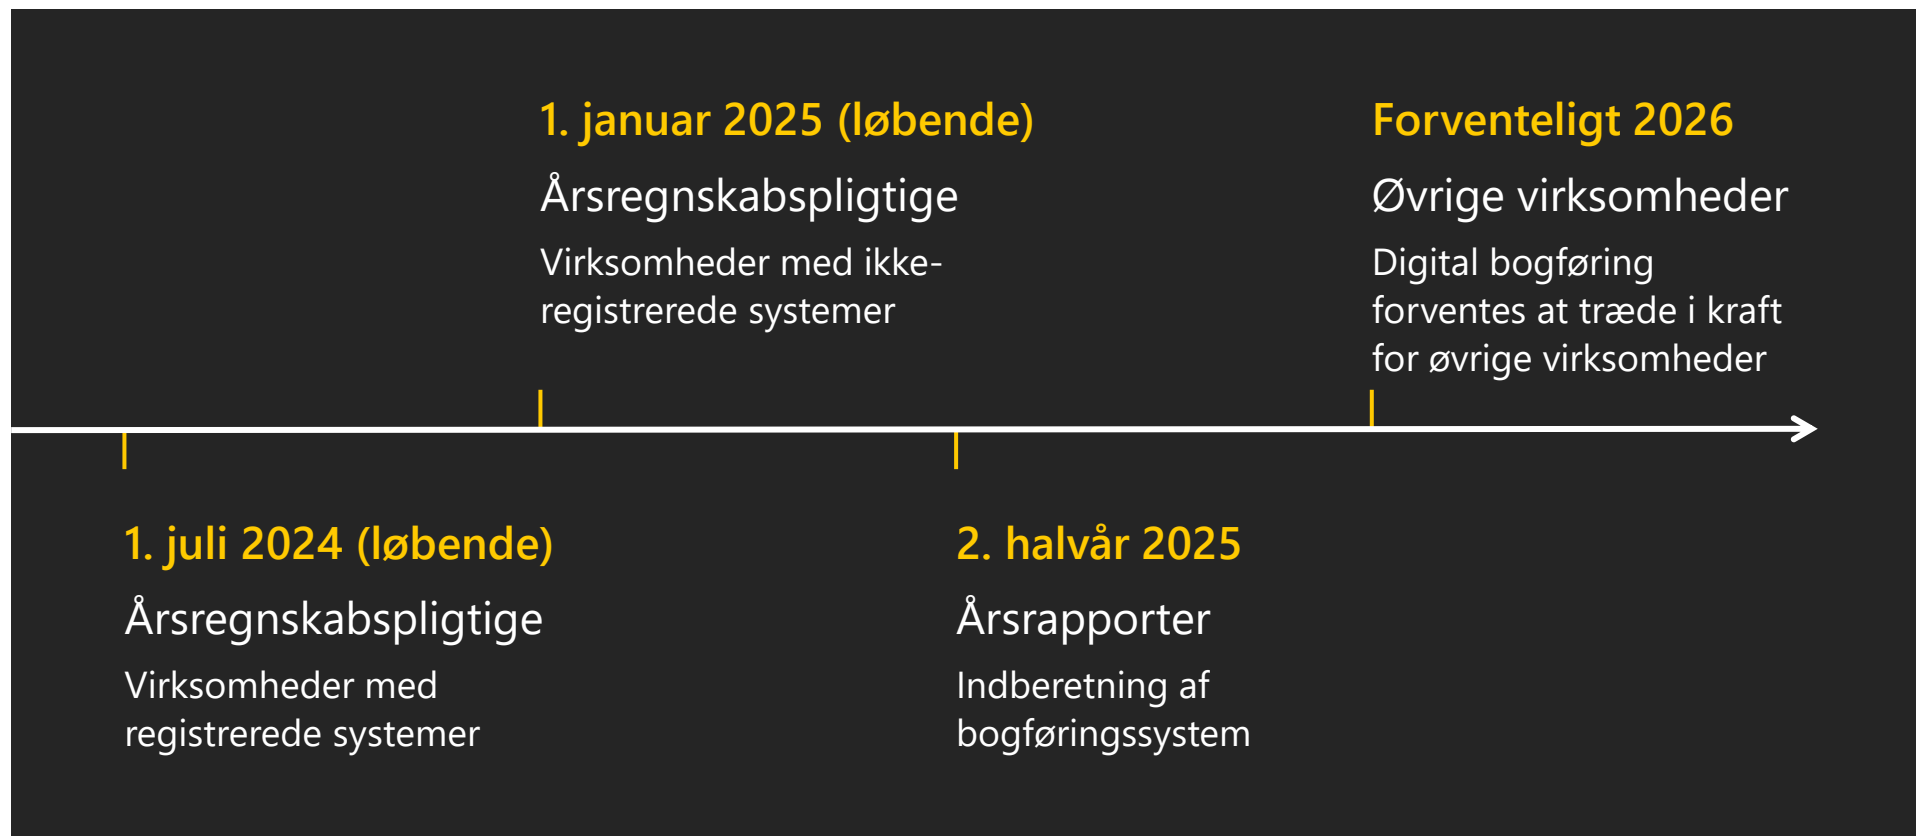 1. januar 2025 (løbende)
Årsregnskabspligtige
Virksomheder med ikke-
registrerede systemer
Forventeligt 2026
Øvrige virksomheder
Digital bogføring
forventes at træde i kraft
for øvrige virksomheder
1. juli 2024 (løbende)
Årsregnskabspligtige
Virksomheder med
registrerede systemer
2. halvår 2025
Årsrapporter
Indberetning af
bogføringssystem